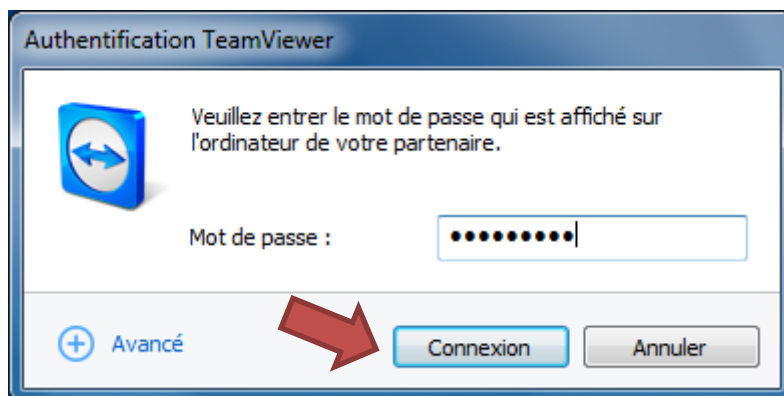 Authentification TeamViewer
Veuillez entrer le mot de passe qui est affiché sur
l'ordinateur de votre partenaire.
Mot de passe : •••••••••
Avancé Connexion Annuler